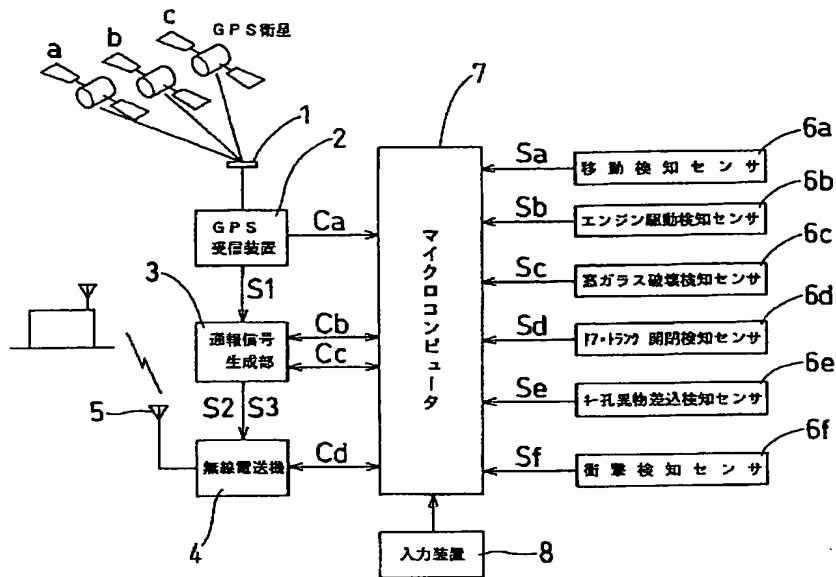 c
GPS衛星
b
a
1
2
7
GPS
受信装置
Ca
3
S1
通報信号
生成部
Cb
Cc
5
S2
S3
無線電送機
Cd
4
マイクロコンピュータ
入力装置
8
Sa
移動検知センサ
6a
Sb
エンジン駆動検知センサ
6b
Sc
窓ガラス破壊検知センサ
6c
Sd
ドア・トランク開閉検知センサ
6d
Se
キー孔異物差込検知センサ
6e
Sf
衝撃検知センサ
6f